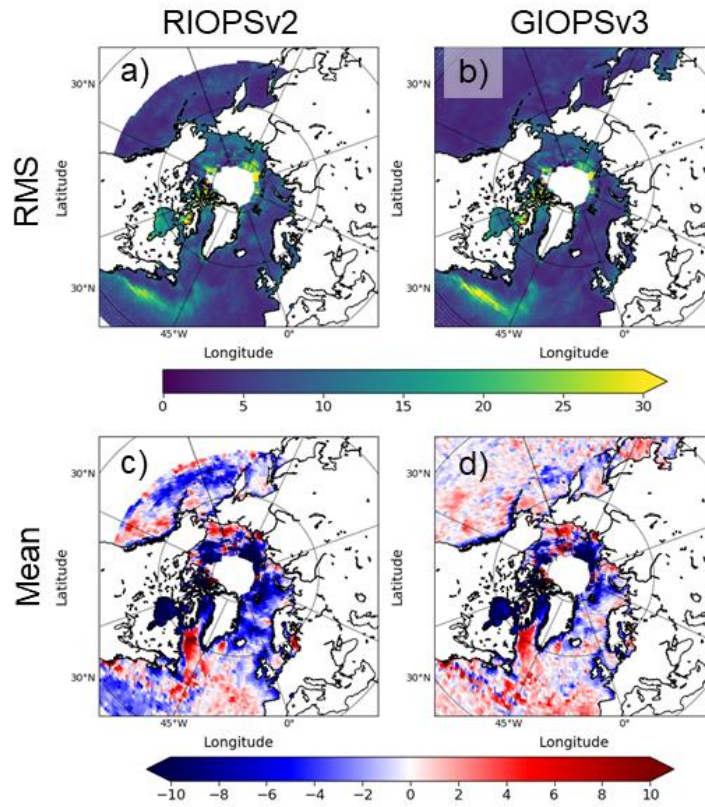 RIOPSv2 GIOPSv3
RMS
a) b)
30°N 30°N
Latitude Latitude
30°N 30°N
45°W 0° 45°W 0°
Longitude Longitude
0 5 10 15 20 25 30
Mean
c) d)
30°N 30°N
Latitude Latitude
30°N 30°N
45°W 0° 45°W 0°
Longitude Longitude
−10 −8 −6 −4 −2 0 2 4 6 8 10